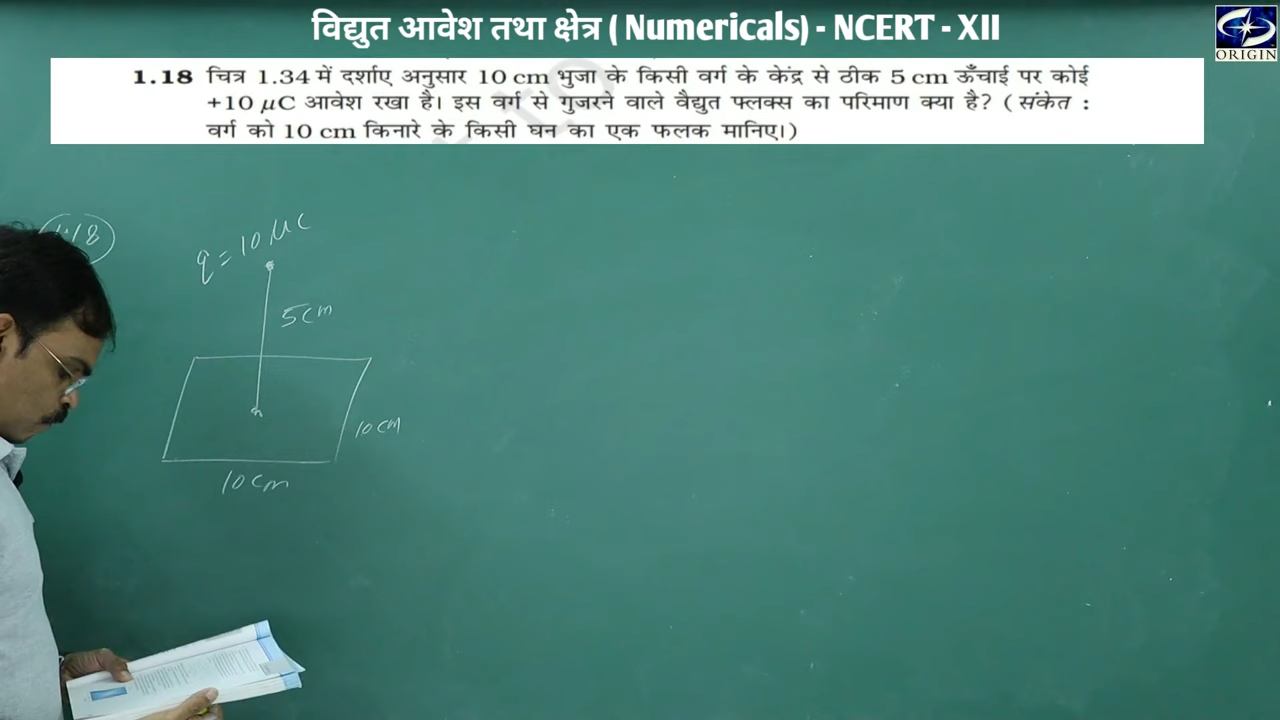 विद्युत आवेश तथा क्षेत्र ( Numericals) - NCERT - XII
ORIGIN
1.18 चित्र 1.34 में दर्शाए अनुसार 10 cm भुजा के किसी वर्ग के केंद्र से ठीक 5 cm ऊँचाई पर कोई
+10 μC आवेश रखा है। इस वर्ग से गुजरने वाले वैद्युत फ्लक्स का परिमाण क्या है? (संकेत :
वर्ग को 10 cm किनारे के किसी घन का एक फलक मानिए।)
q = 10 μC
5cm
10cm
10cm